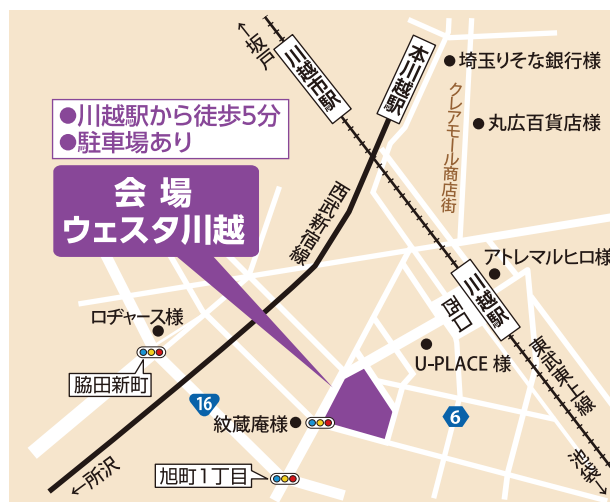 ←坂戸
川越市駅
本川越駅
埼玉りそな銀行様
クレアモール商店街
丸広百貨店様
●川越駅から徒歩5分
●駐車場あり
会場
ウェスタ川越
西武新宿線
アトレマルヒロ様
川越駅
西口
ロヂャース様
U-PLACE 様
脇田新町
東武東上線
16
紋蔵庵様
6
←所沢
旭町1丁目
池袋→